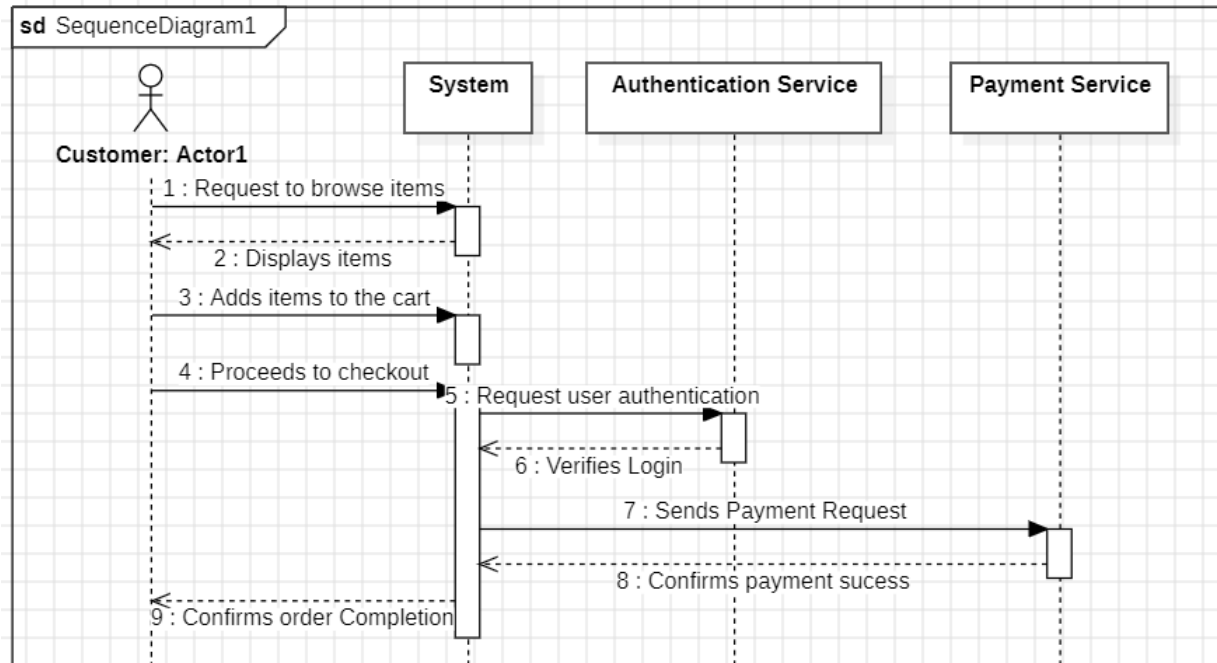 sd SequenceDiagram1
System
Authentication Service
Payment Service
Customer: Actor1
1 : Request to browse items
2 : Displays items
3 : Adds items to the cart
4 : Proceeds to checkout
5 : Request user authentication
6 : Verifies Login
7 : Sends Payment Request
8 : Confirms payment sucess
9 : Confirms order Completion